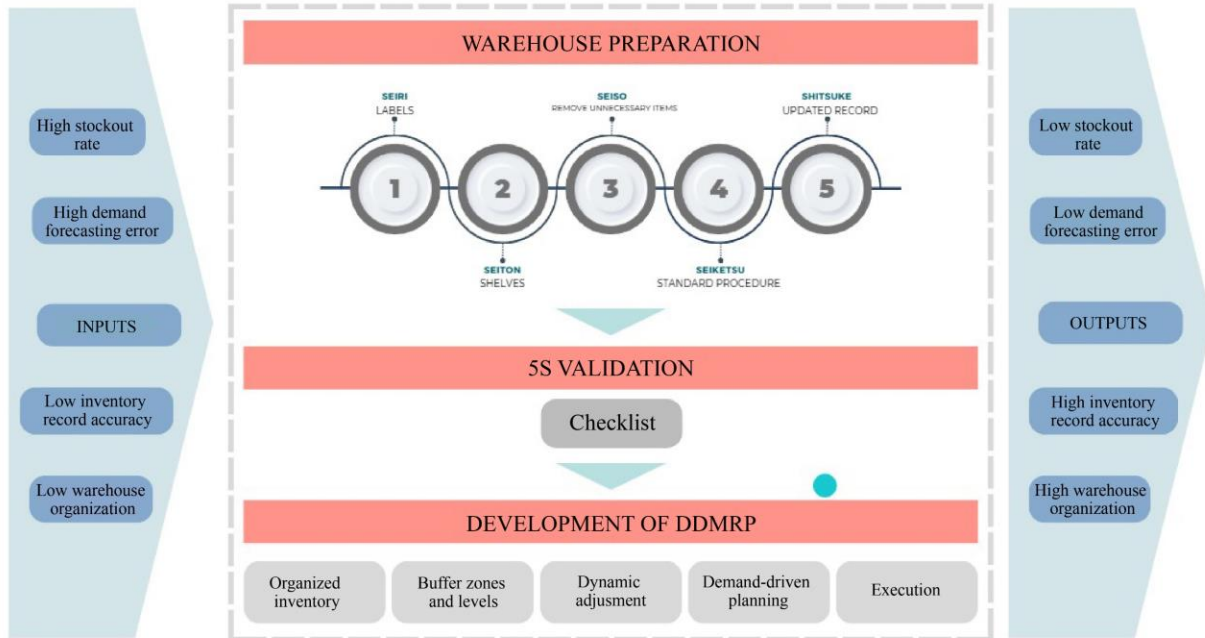 High stockout
rate
High demand
forecasting error
INPUTS
Low inventory
record accuracy
Low warehouse
organization
WAREHOUSE PREPARATION
SEIRI
LABELS
SEISO
REMOVE UNNECESSARY ITEMS
SHITSUKE
UPDATED RECORD
1
2
3
4
5
SEITON
SHELVES
SEIKETSU
STANDARD PROCEDURE
5S VALIDATION
Checklist
DEVELOPMENT OF DDMRP
Organized
inventory
Buffer zones
and levels
Dynamic
adjusment
Demand-driven
planning
Execution
Low stockout
rate
Low demand
forecasting error
OUTPUTS
High inventory
record accuracy
High warehouse
organization